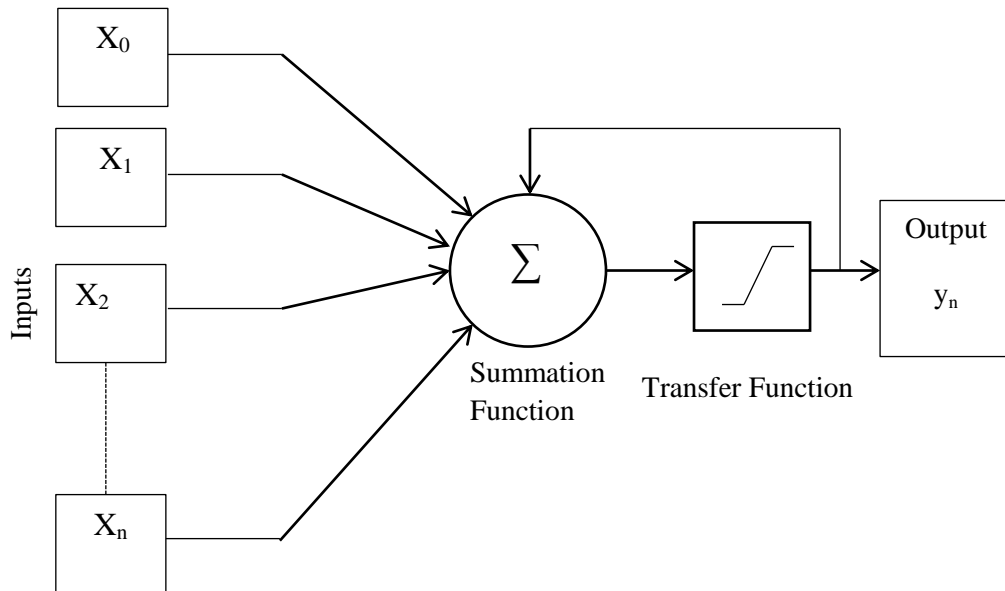 X₀
X₁
Inputs
X₂
Xₙ
∑
Summation
Function
Transfer Function
Output
yₙ